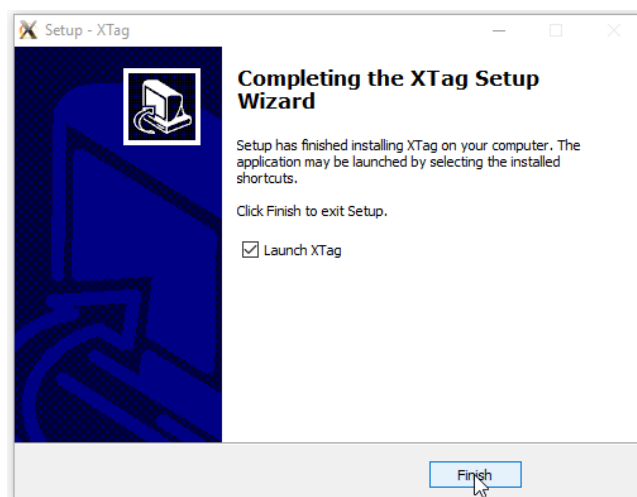 Setup - XTag
Completing the XTag Setup
Wizard
Setup has finished installing XTag on your computer. The
application may be launched by selecting the installed
shortcuts.
Click Finish to exit Setup.
Launch XTag
Finish